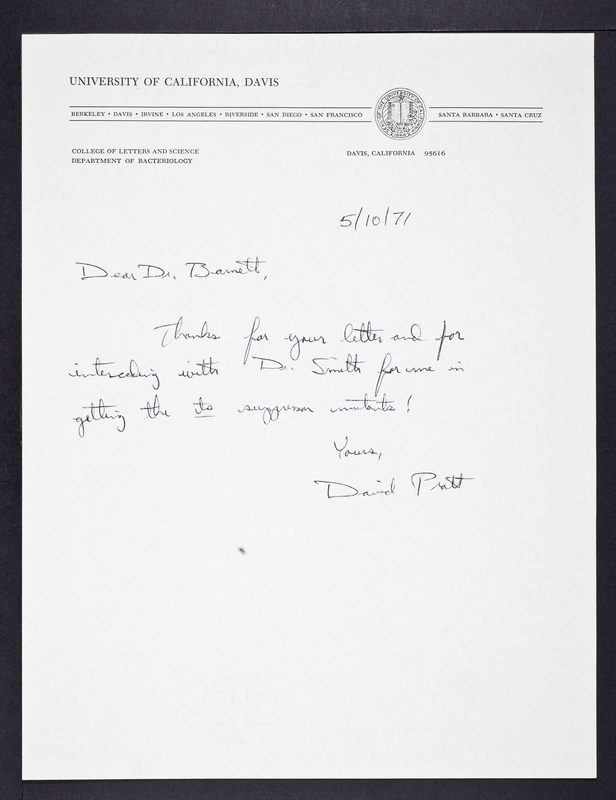 UNIVERSITY OF CALIFORNIA, DAVIS
BERKELEY • DAVIS • IRVINE • LOS ANGELES • RIVERSIDE • SAN DIEGO • SAN FRANCISCO
SANTA BARBARA • SANTA CRUZ
COLLEGE OF LETTERS AND SCIENCE
DEPARTMENT OF BACTERIOLOGY
DAVIS, CALIFORNIA 95616
5/10/71
Dear Dr. Barnett,
Thanks for your letter and for
interceding with Dr. Smith for me in
getting the ts suppressor mutants!
Yours,
David Pratt